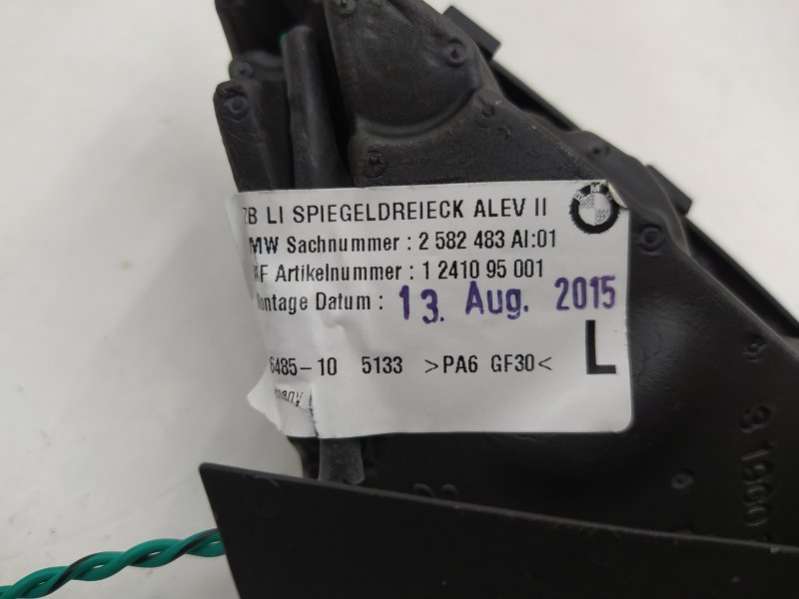 ZB LI SPIEGELDREIECK ALEV II
BMW
MW Sachnummer : 2 582 483 AI:01
F Artikelnummer : 1 2410 95 001
ontage Datum : 13. Aug. 2015
6485-10 5133 >PA6 GF30< L